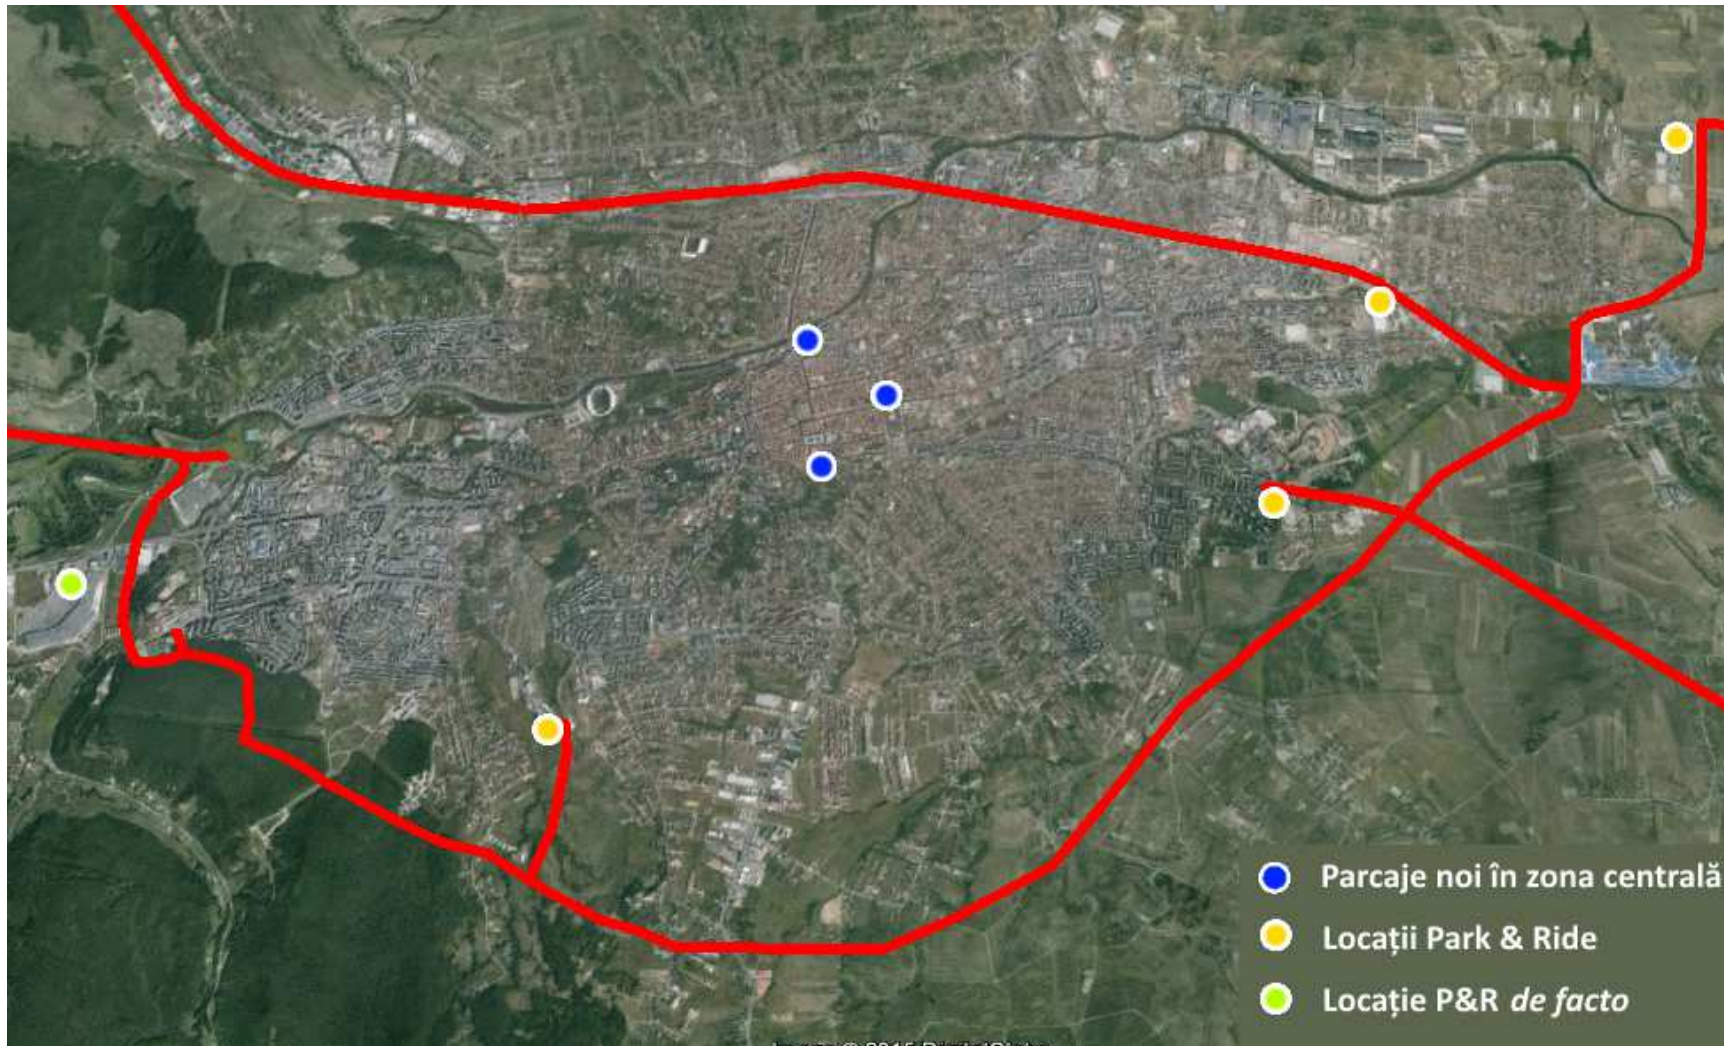 Parcaje noi în zona centrală
Locații Park & Ride
Locație P&R de facto